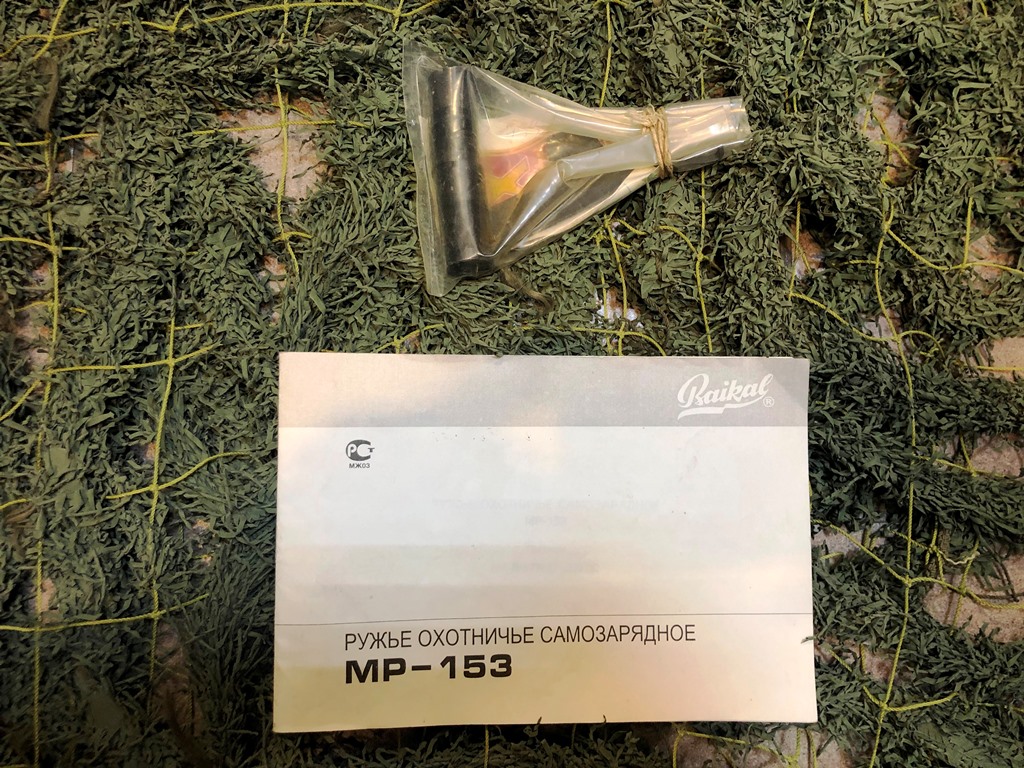 Baikal®
РСТ
МЖ03
РУЖЬЕ ОХОТНИЧЬЕ САМОЗАРЯДНОЕ
МР-153